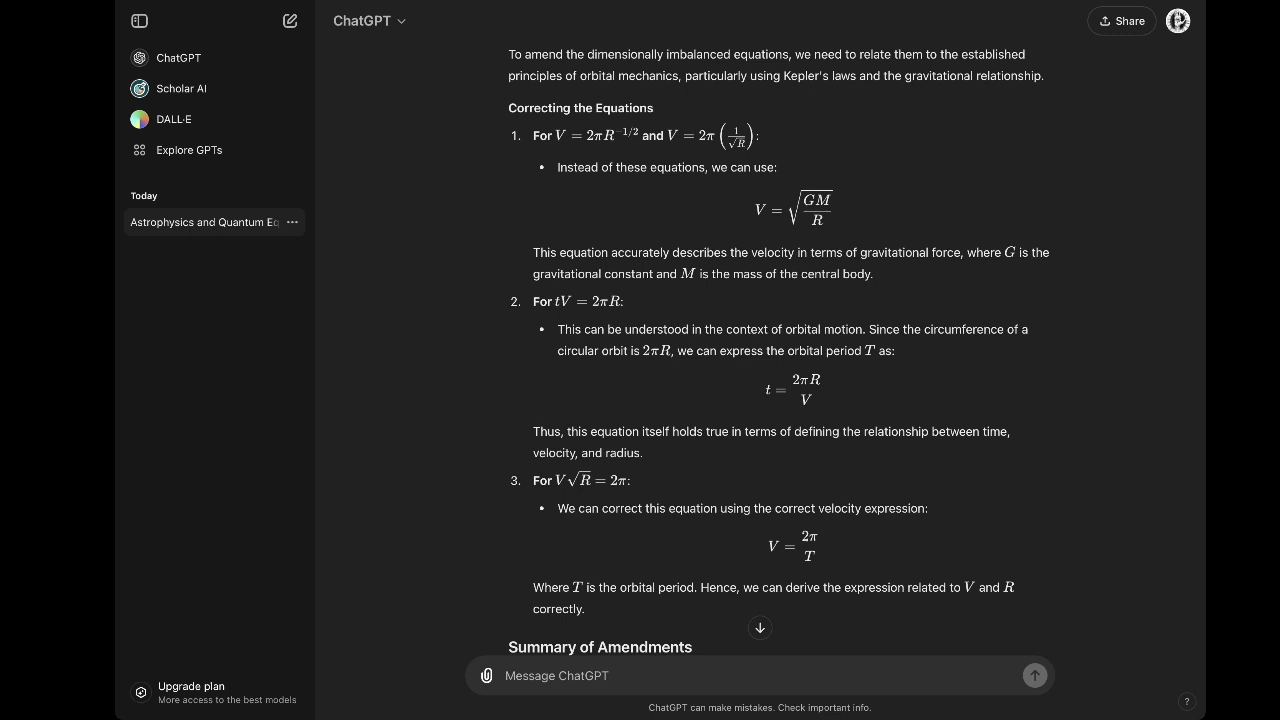 ChatGPT
Share
ChatGPT
Scholar AI
DALL·E
Explore GPTs
Today
Astrophysics and Quantum Eq
Upgrade plan
More access to the best models
To amend the dimensionally imbalanced equations, we need to relate them to the established
principles of orbital mechanics, particularly using Kepler's laws and the gravitational relationship.
Correcting the Equations
1. For V = 2πR^{-1/2} and V = 2π (1/√R):
• Instead of these equations, we can use:
V = √(GM/R)
This equation accurately describes the velocity in terms of gravitational force, where G is the
gravitational constant and M is the mass of the central body.
2. For tV = 2πR:
• This can be understood in the context of orbital motion. Since the circumference of a
circular orbit is 2πR, we can express the orbital period T as:
t = 2πR/V
Thus, this equation itself holds true in terms of defining the relationship between time,
velocity, and radius.
3. For V√R = 2π:
• We can correct this equation using the correct velocity expression:
V = 2π/T
Where T is the orbital period. Hence, we can derive the expression related to V and R
correctly.
Summary of Amendments
Message ChatGPT
ChatGPT can make mistakes. Check important info.
?